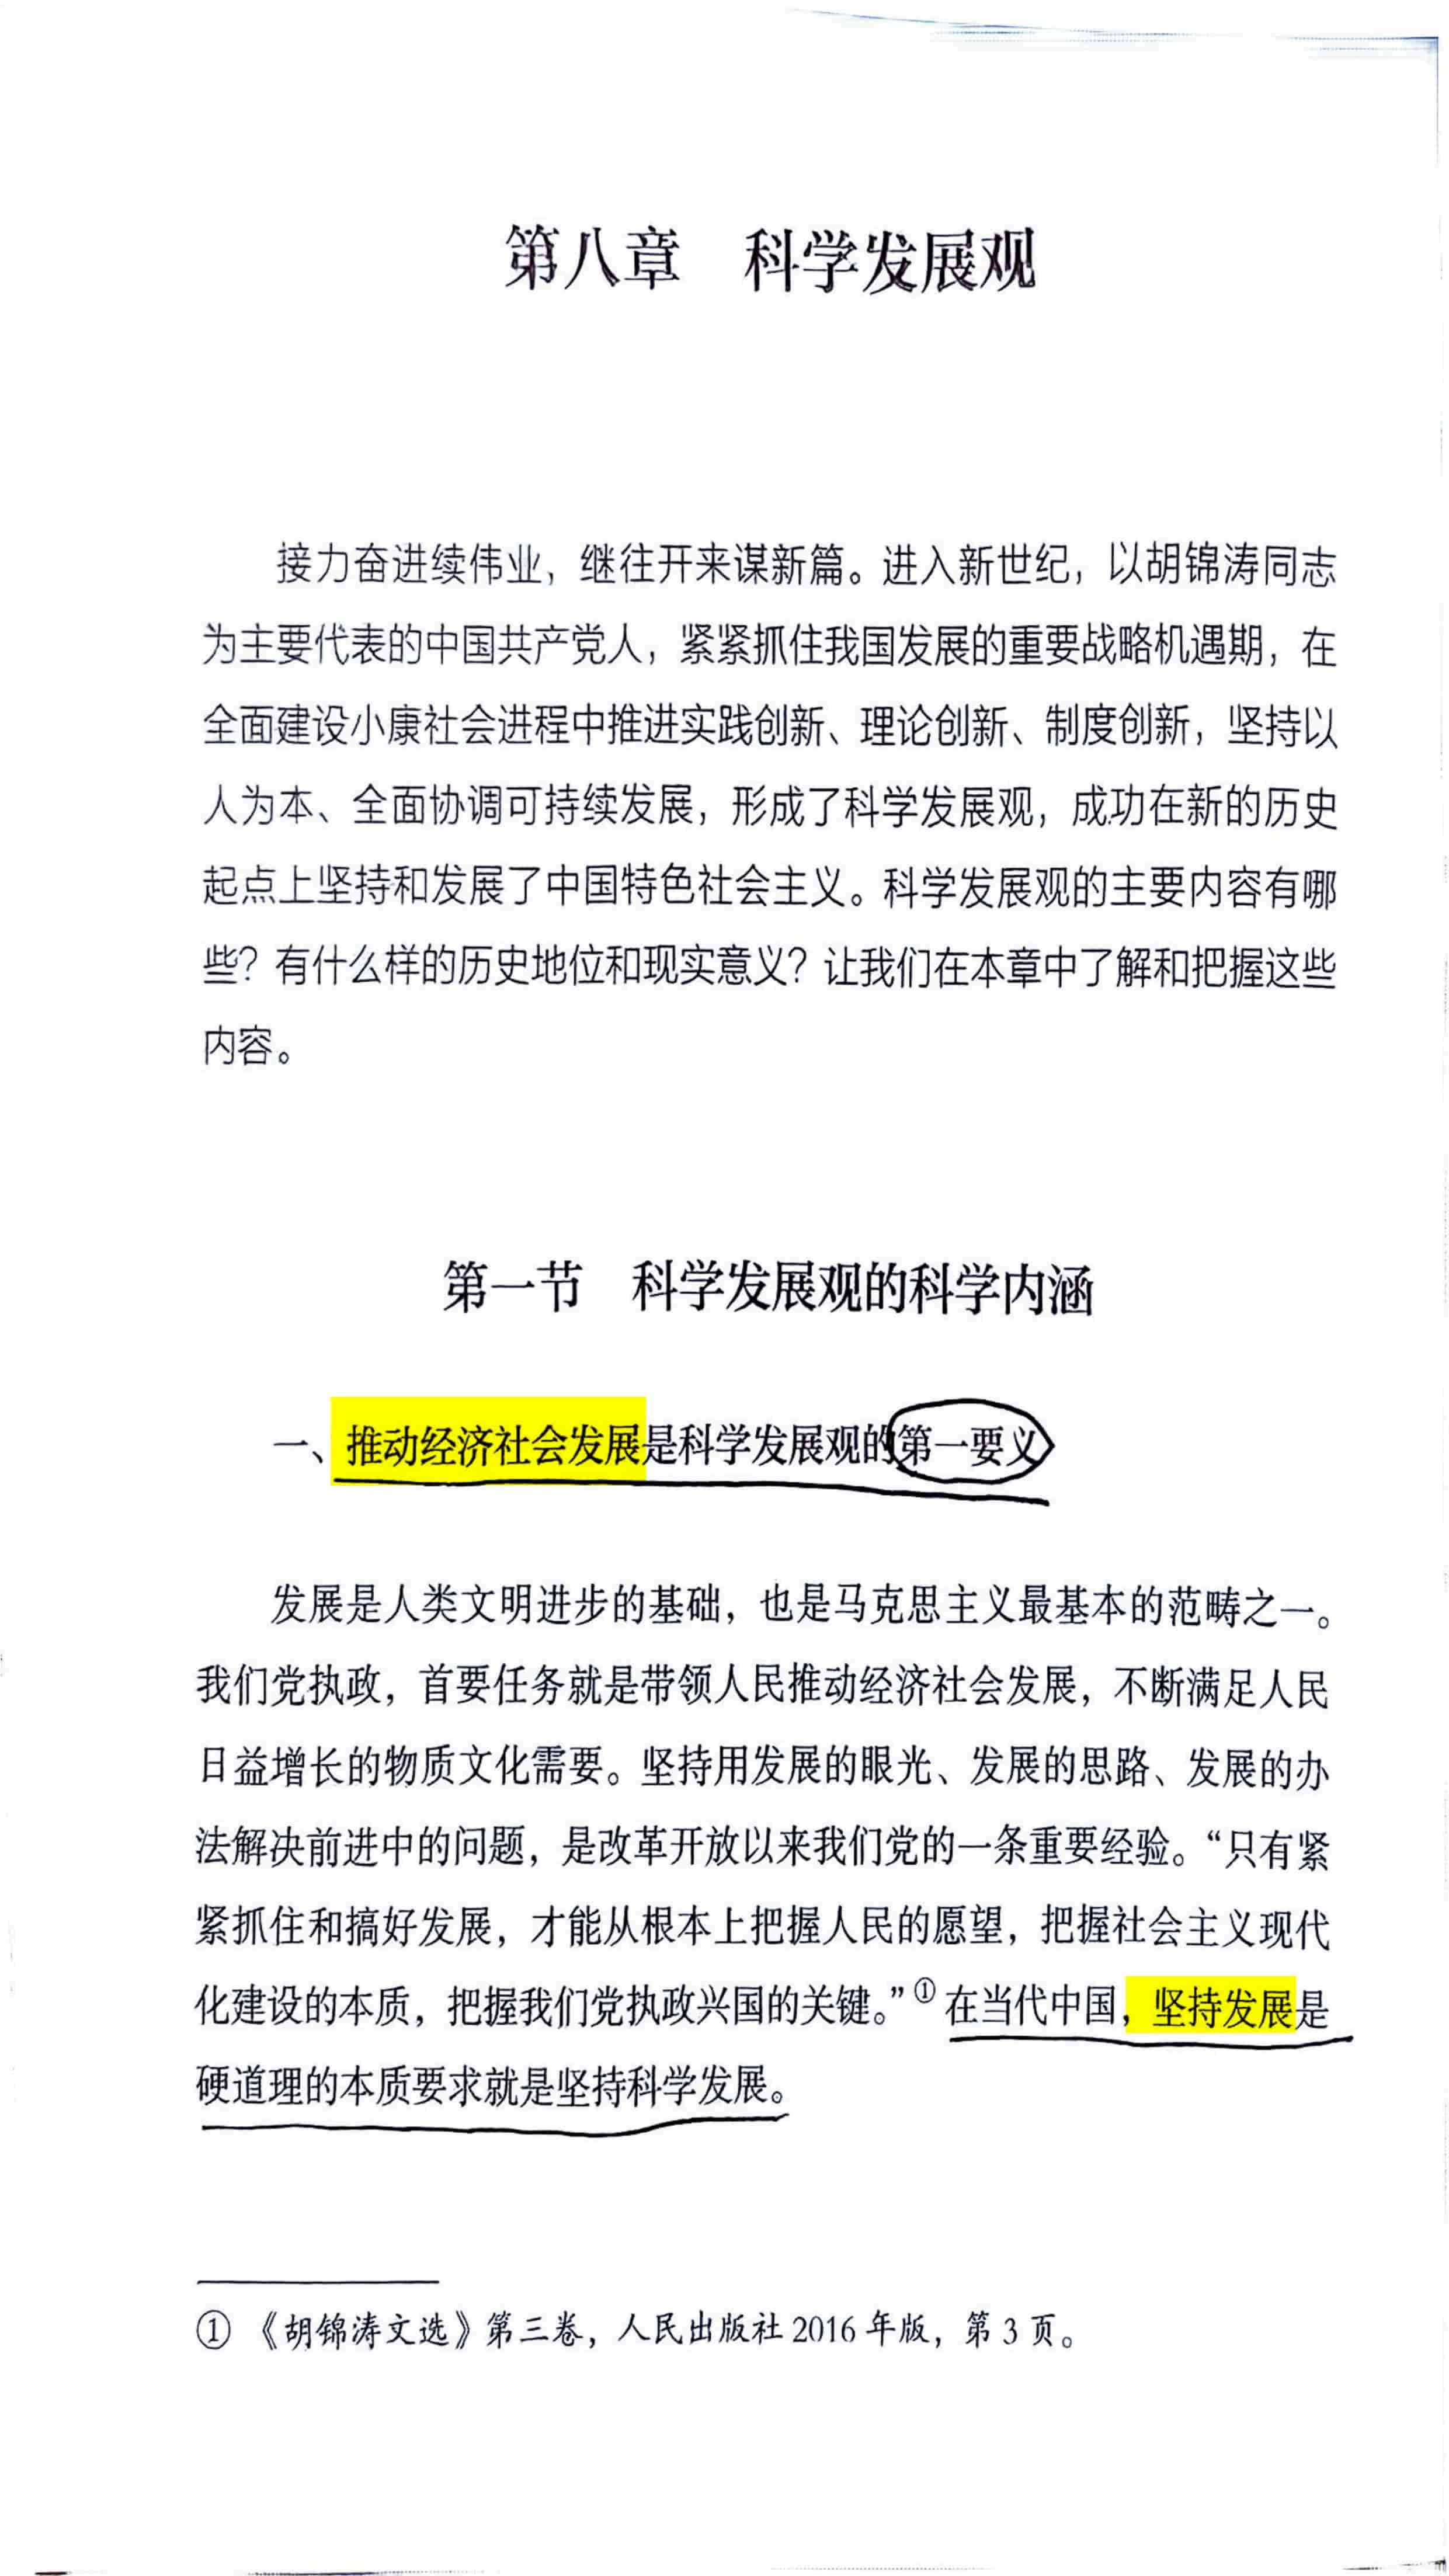 第八章 科学发展观
接力奋进续伟业，继往开来谋新篇。进入新世纪，以胡锦涛同志
为主要代表的中国共产党人，紧紧抓住我国发展的重要战略机遇期，在
全面建设小康社会进程中推进实践创新、理论创新、制度创新，坚持以
人为本、全面协调可持续发展，形成了科学发展观，成功在新的历史
起点上坚持和发展了中国特色社会主义。科学发展观的主要内容有哪
些？有什么样的历史地位和现实意义？让我们在本章中了解和把握这些
内容。
第一节 科学发展观的科学内涵
一、推动经济社会发展是科学发展观的第一要义
发展是人类文明进步的基础，也是马克思主义最基本的范畴之一。
我们党执政，首要任务就是带领人民推动经济社会发展，不断满足人民
日益增长的物质文化需要。坚持用发展的眼光、发展的思路、发展的办
法解决前进中的问题，是改革开放以来我们党的一条重要经验。“只有紧
紧抓住和搞好发展，才能从根本上把握人民的愿望，把握社会主义现代
化建设的本质，把握我们党执政兴国的关键。”①在当代中国，坚持发展是
硬道理的本质要求就是坚持科学发展。
①《胡锦涛文选》第三卷，人民出版社 2016 年版，第 3 页。